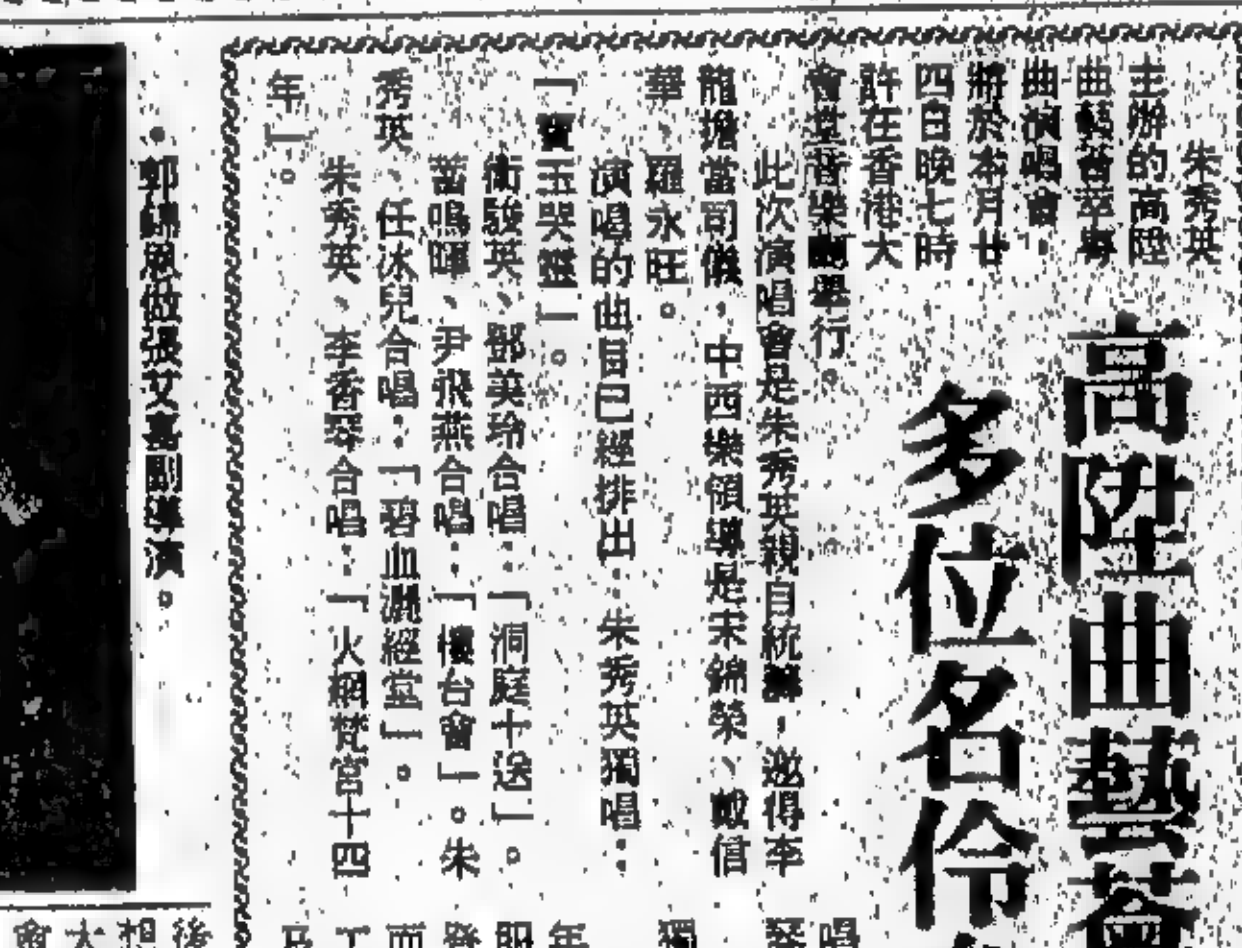 高陞曲藝薈
多位名伶
朱秀英
主辦的高陞
曲藝薈萃粵
曲演唱會，
將於本月廿
四日晚七時
許在香港大
會堂音樂廳舉行。
此次演唱會是朱秀英親自統籌，邀得李
龍擔當司儀，中西樂領導是宋錦榮、戴信
華、羅永旺。
演唱的曲目已經排出，朱秀英獨唱：
「寶玉哭靈」。
衛駿英、鄧美玲合唱：「洞庭十送」。
蓋鳴暉、尹飛燕合唱：「樓台會」。朱
秀英、任冰兒合唱：「碧血灑經堂」。
朱秀英、李香琴合唱：「火網梵宮十四
年」。
●郭錦恩做張艾嘉副導演。